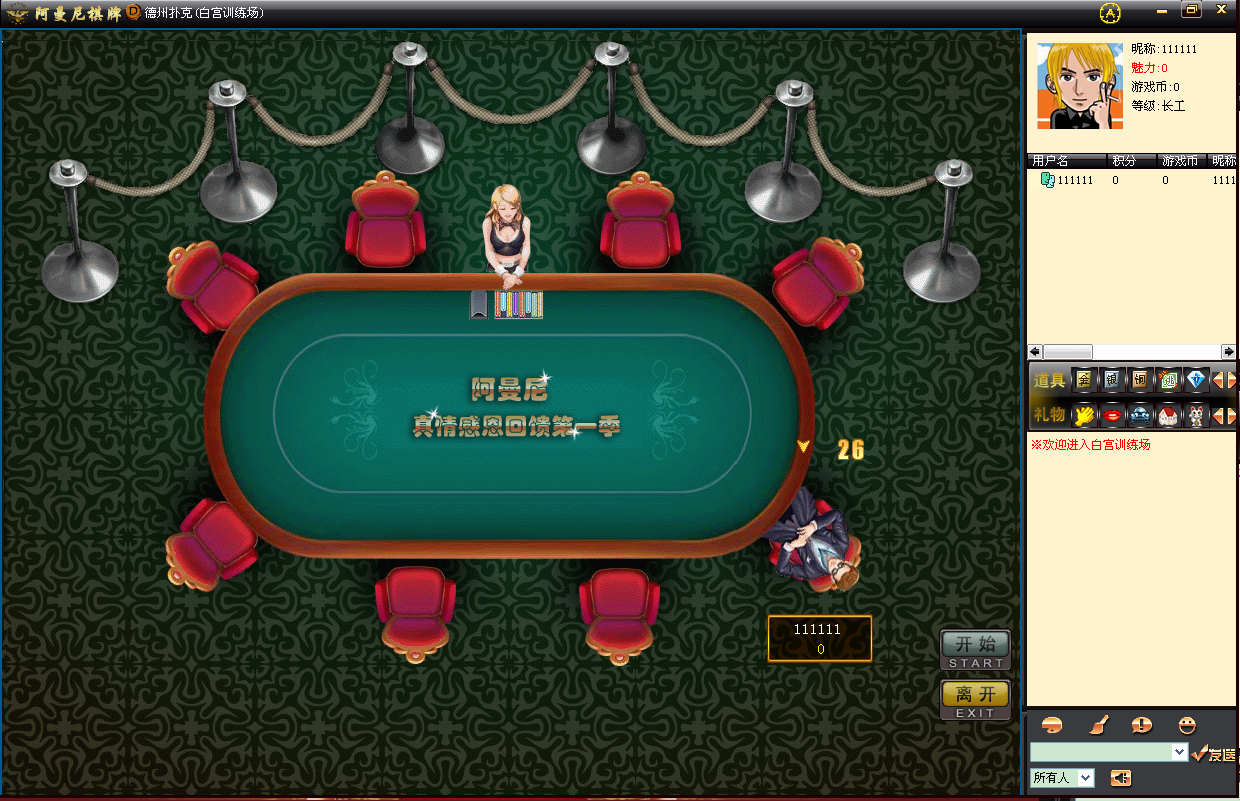 阿曼尼棋牌 D 德州扑克(白宫训练场)
A
昵称:111111
魅力:0
游戏币:0
等级:长工
用户名 积分 游戏币 昵称
111111 0 0 1111
道具 金 银 铜
礼物
※欢迎进入白宫训练场
阿曼尼
真情感恩回馈第一季
26
111111
0
开始
START
离开
EXIT
发送
所有人